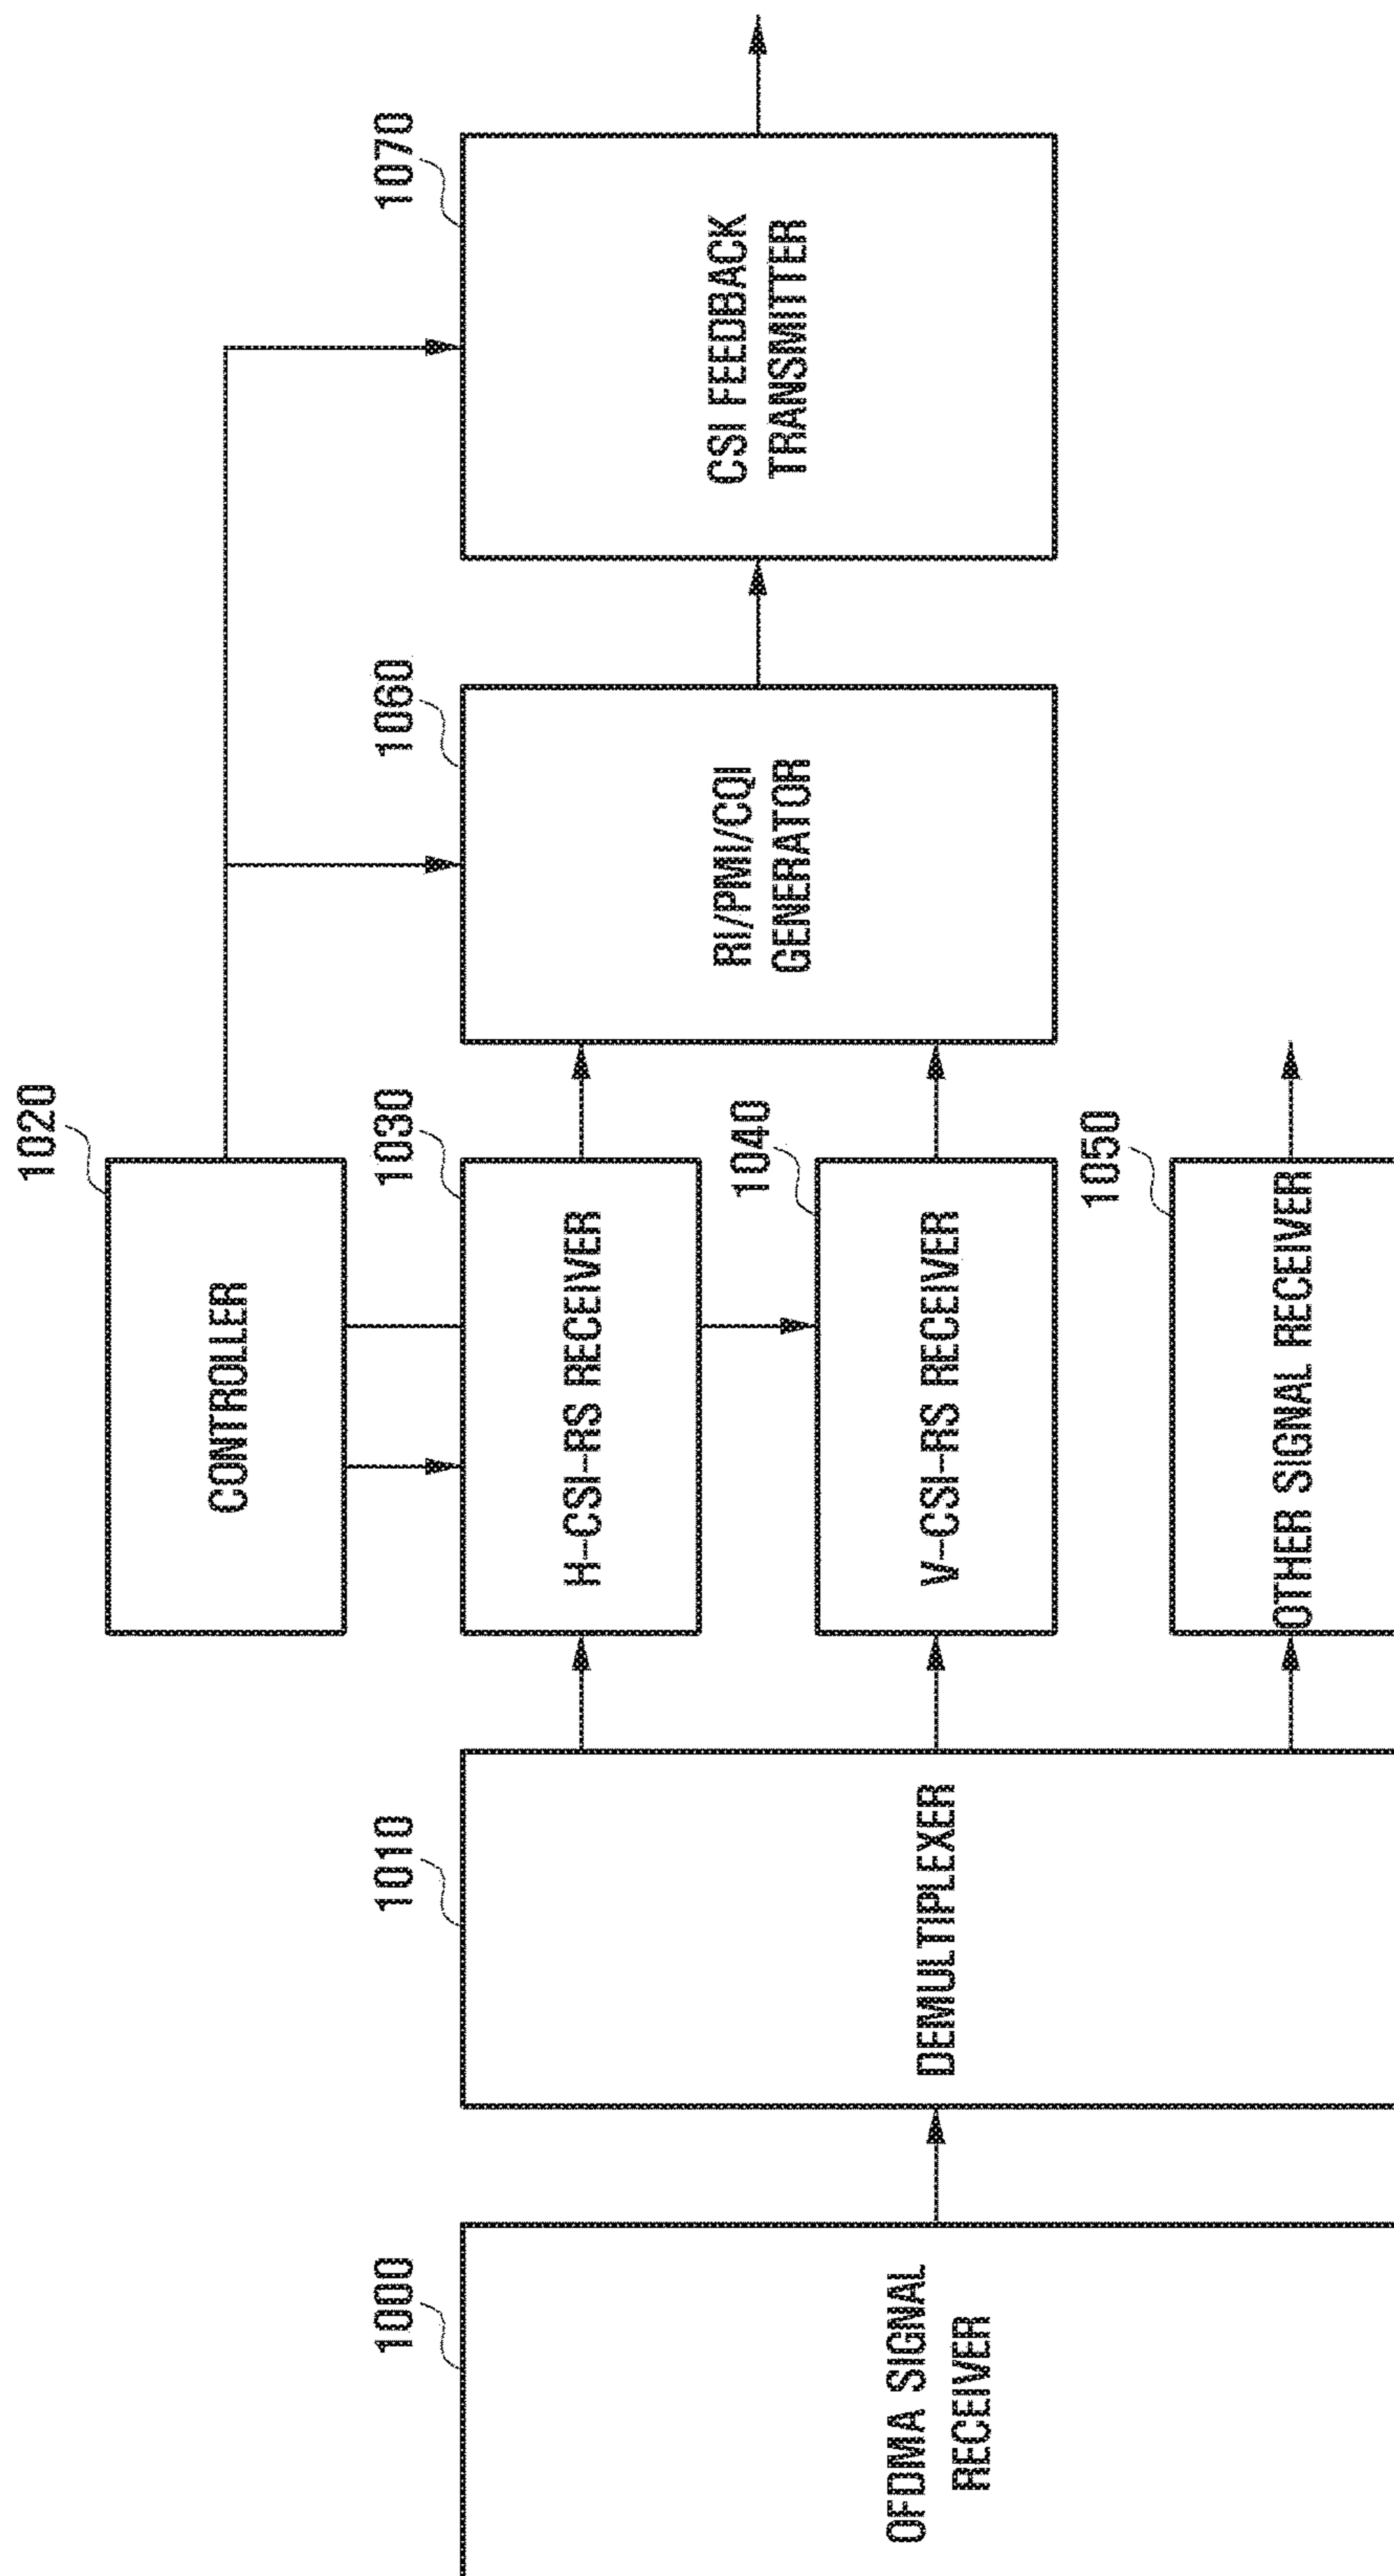 1000
OFDMA SIGNAL
RECEIVER
1010
DEMULTIPLEXER
1020
CONTROLLER
1030
H-CSI-RS RECEIVER
1040
V-CSI-RS RECEIVER
1050
OTHER SIGNAL RECEIVER
1060
RI/PMI/CQI
GENERATOR
1070
CSI FEEDBACK
TRANSMITTER